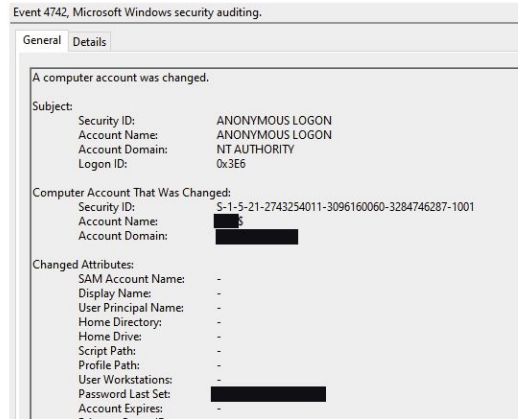 Event 4742, Microsoft Windows security auditing.
General Details
A computer account was changed.
Subject:
Security ID: ANONYMOUS LOGON
Account Name: ANONYMOUS LOGON
Account Domain: NT AUTHORITY
Logon ID: 0x3E6
Computer Account That Was Changed:
Security ID: S-1-5-21-2743254011-3096160060-3284746287-1001
Account Name:
Account Domain:
Changed Attributes:
SAM Account Name: -
Display Name: -
User Principal Name: -
Home Directory: -
Home Drive: -
Script Path: -
Profile Path: -
User Workstations: -
Password Last Set:
Account Expires: -